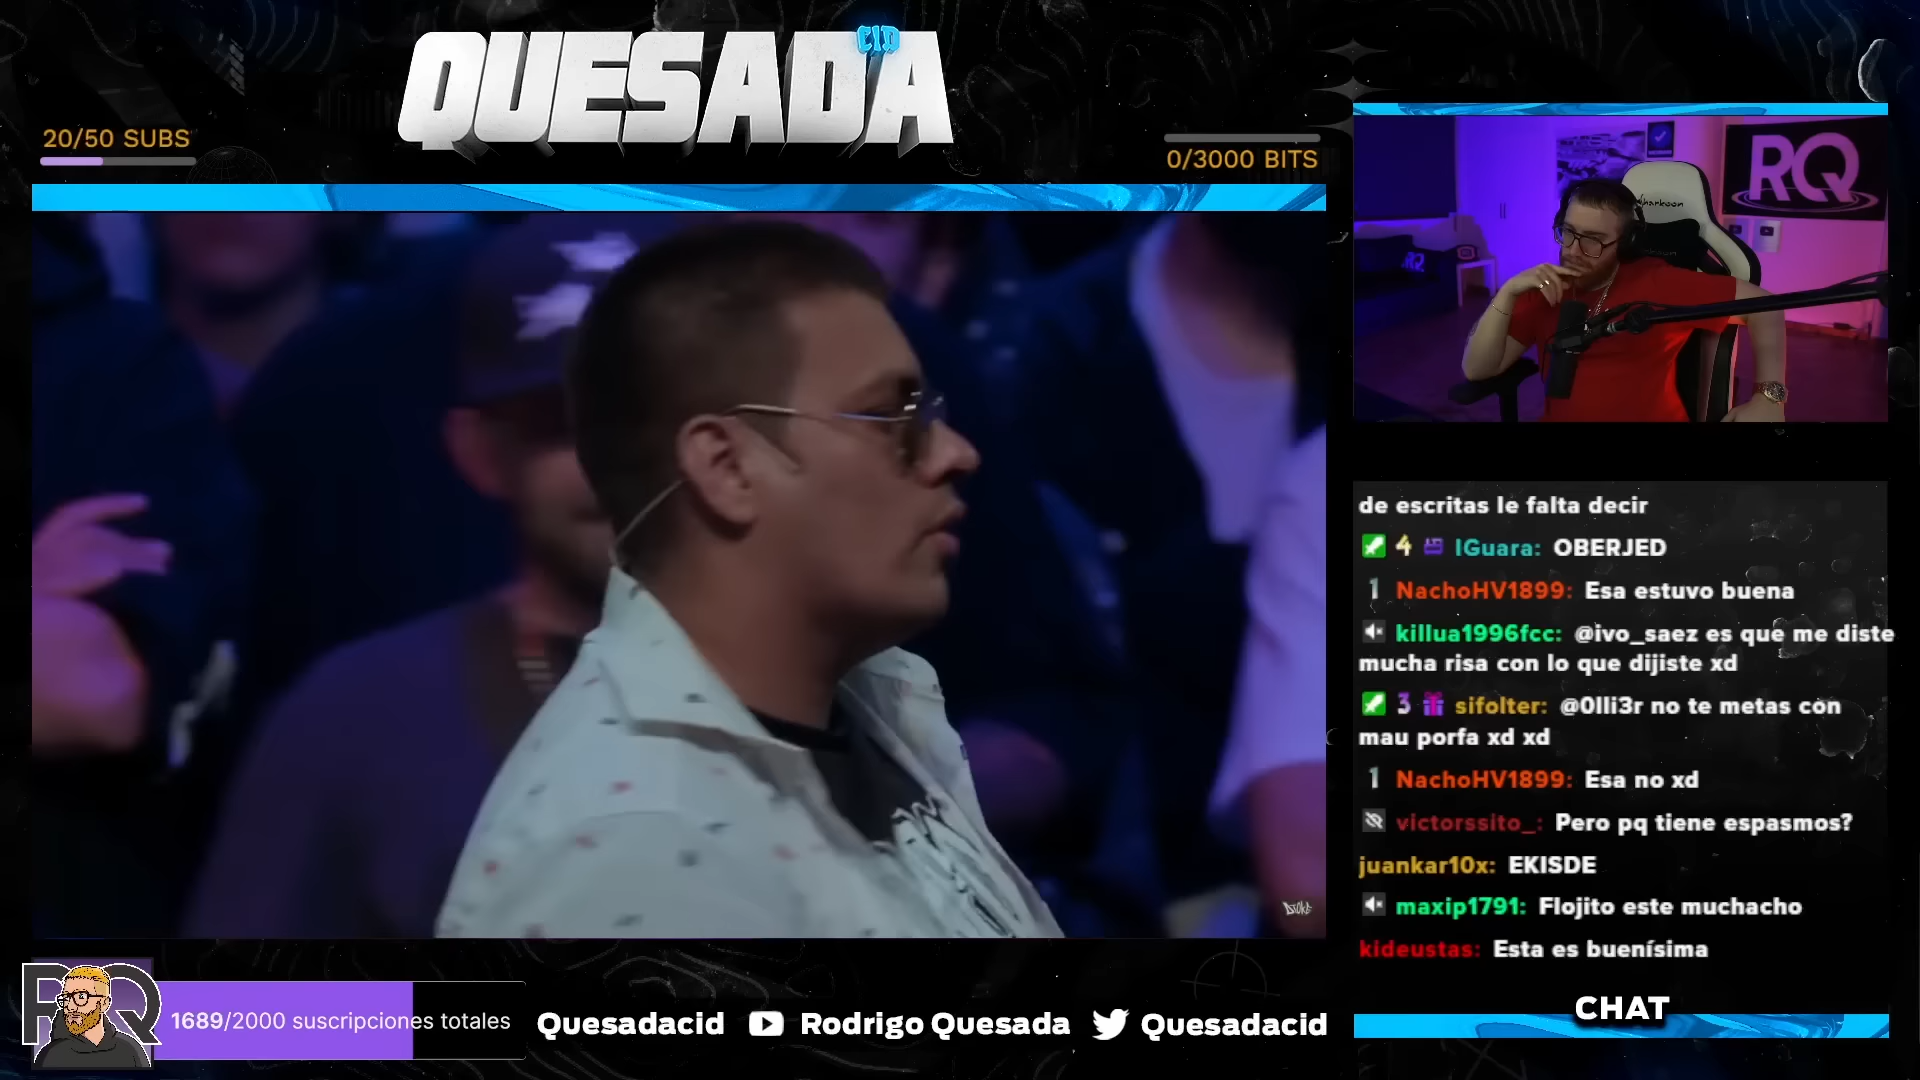 CID
QUESADA
20/50 SUBS
0/3000 BITS
RQ
RQ
de escritas le falta decir
4 IGuara: OBERJED
1 NachoHV1899: Esa estuvo buena
killua1996fcc: @ivo_saez es que me diste
mucha risa con lo que dijiste xd
3 sifolter: @0lli3r no te metas con
mau porfa xd xd
1 NachoHV1899: Esa no xd
victorssito_: Pero pq tiene espasmos?
juankar10x: EKISDE
maxip1791: Flojito este muchacho
kideustas: Esta es buenísima
CHAT
RQ
1689/2000 suscripciones totales
Quesadacid
Rodrigo Quesada
Quesadacid